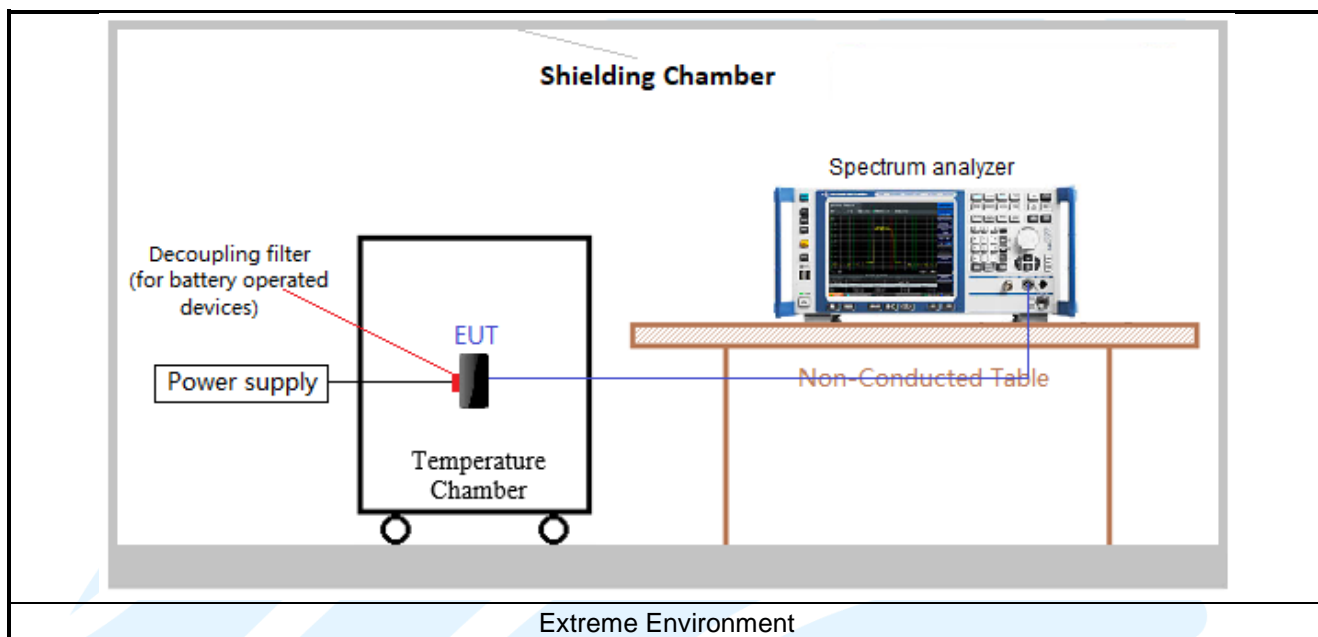 Shielding Chamber
Spectrum analyzer
Decoupling filter
(for battery operated
devices)
EUT
Power supply
Non-Conducted Table
Temperature
Chamber
Extreme Environment